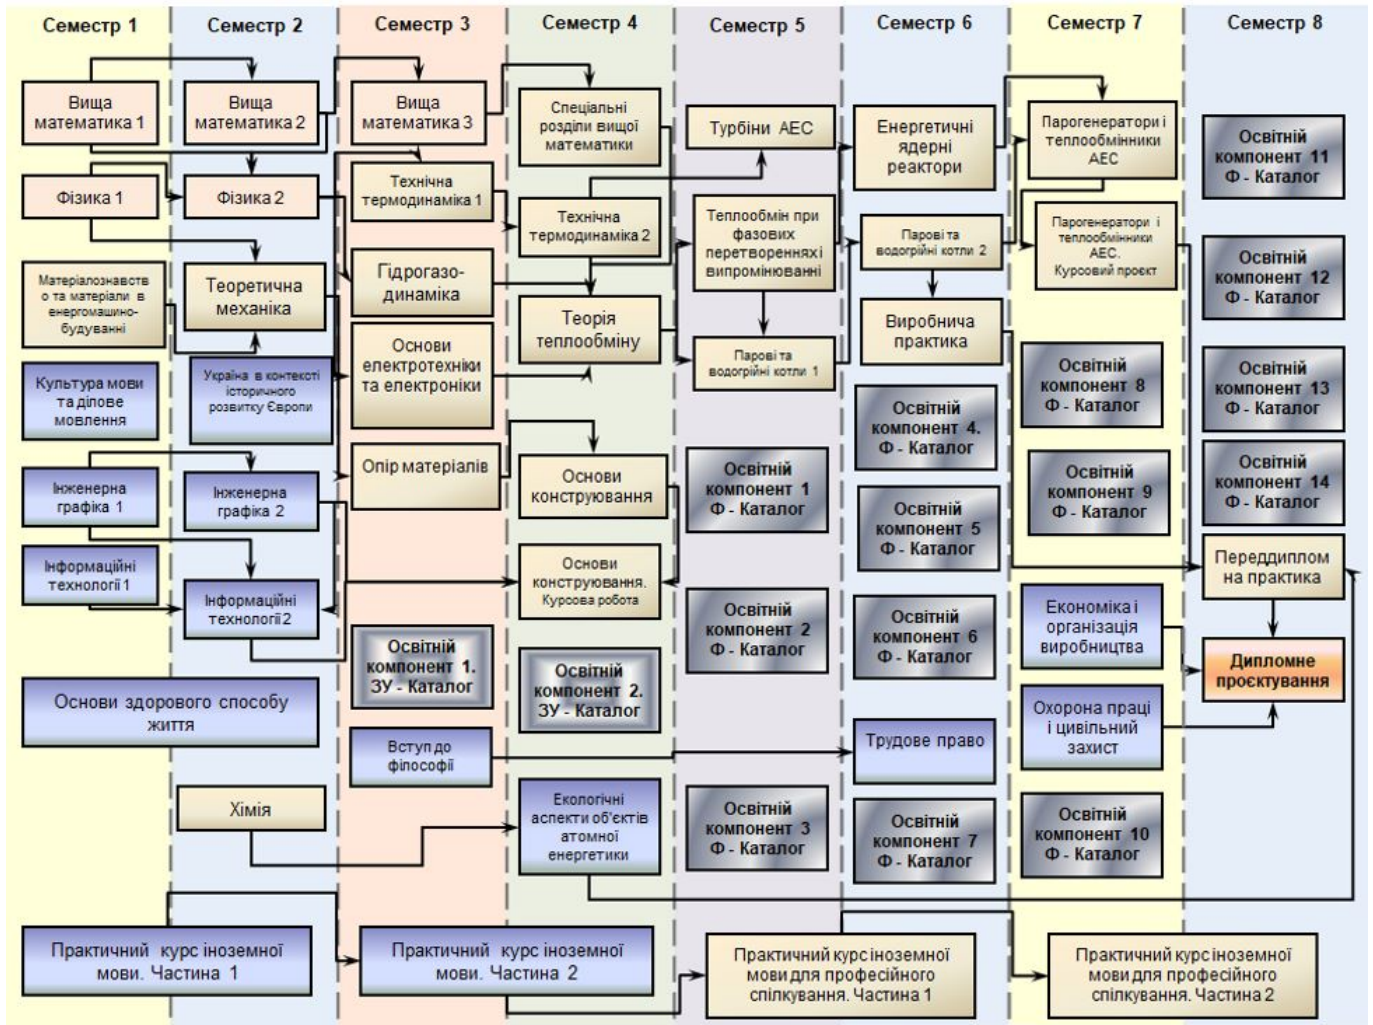 Семестр 1
Семестр 2
Семестр 3
Семестр 4
Семестр 5
Семестр 6
Семестр 7
Семестр 8
Вища
математика 1
Фізика 1
Матеріалознавств
о та матеріали в
енергомашино-
будуванні
Культура мови
та ділове
мовлення
Інженерна
графіка 1
Інформаційні
технології 1
Основи здорового способу
життя
Вища
математика 2
Фізика 2
Теоретична
механіка
Україна в контексті
історичного
розвитку Європи
Інженерна
графіка 2
Інформаційні
технології 2
Хімія
Вища
математика 3
Технічна
термодинаміка 1
Гідрогазо-
динаміка
Основи
електротехніки
та електроніки
Опір матеріалів
Освітній
компонент 1.
ЗУ - Каталог
Вступ до
філософії
Спеціальні
розділи вищої
математики
Технічна
термодинаміка 2
Теорія
теплообміну
Основи
конструювання
Основи
конструювання.
Курсова робота
Освітній
компонент 2.
ЗУ - Каталог
Екологічні
аспекти об'єктів
атомної
енергетики
Турбіни АЕС
Теплообмін при
фазових
перетвореннях і
випромінюванні
Парові та
водогрійні котли 1
Освітній
компонент 1
Ф - Каталог
Освітній
компонент 2
Ф - Каталог
Освітній
компонент 3
Ф - Каталог
Енергетичні
ядерні
реактори
Парові та
водогрійні котли 2
Виробнича
практика
Освітній
компонент 4.
Ф - Каталог
Освітній
компонент 5
Ф - Каталог
Освітній
компонент 6
Ф - Каталог
Трудове право
Освітній
компонент 7
Ф - Каталог
Парогенератори і
теплообмінники
АЕС
Парогенератори і
теплообмінники
АЕС.
Курсовий проєкт
Освітній
компонент 8
Ф - Каталог
Освітній
компонент 9
Ф - Каталог
Економіка і
організація
виробництва
Охорона праці
і цивільний
захист
Освітній
компонент 10
Ф - Каталог
Освітній
компонент 11
Ф - Каталог
Освітній
компонент 12
Ф - Каталог
Освітній
компонент 13
Ф - Каталог
Освітній
компонент 14
Ф - Каталог
Переддиплом
на практика
Дипломне
проєктування
Практичний курс іноземної
мови. Частина 1
Практичний курс іноземної
мови. Частина 2
Практичний курс іноземної
мови для професійного
спілкування. Частина 1
Практичний курс іноземної
мови для професійного
спілкування. Частина 2